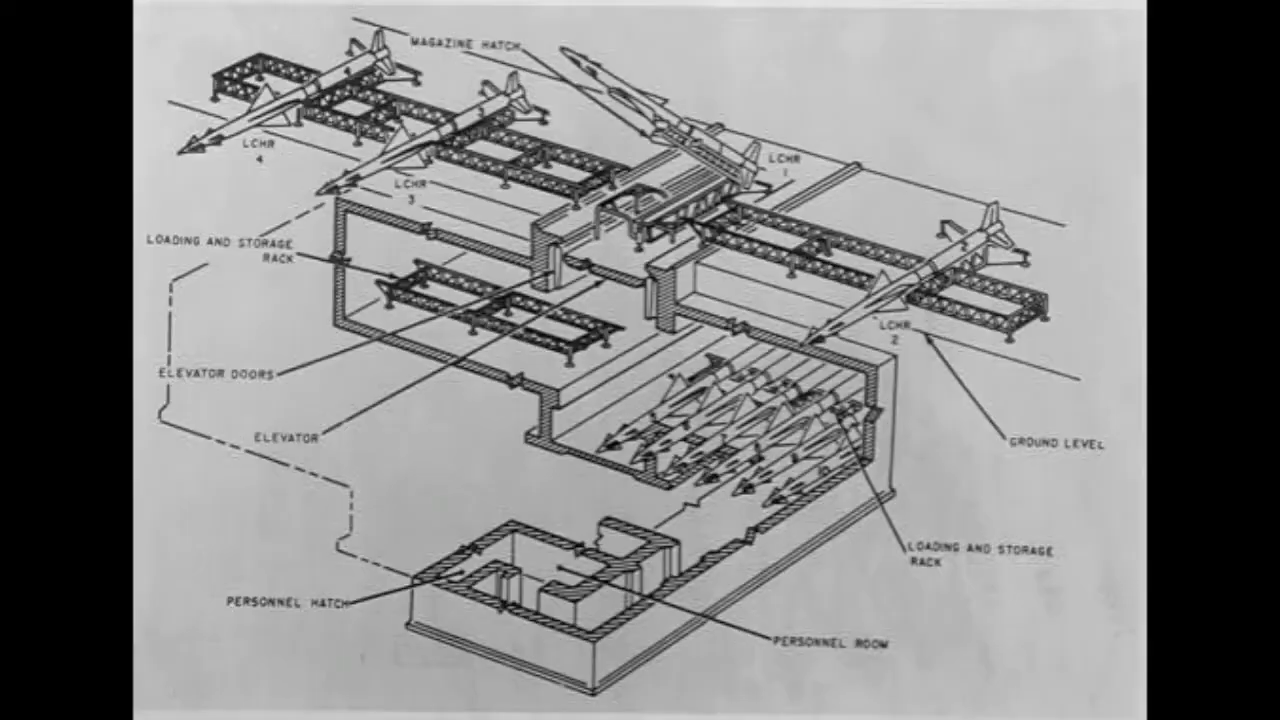 MAGAZINE HATCH
LCHR
4
LCHR
3
LCHR
1
LOADING AND STORAGE
RACK
LCHR
2
ELEVATOR DOORS
ELEVATOR
GROUND LEVEL
LOADING AND STORAGE
RACK
PERSONNEL HATCH
PERSONNEL ROOM